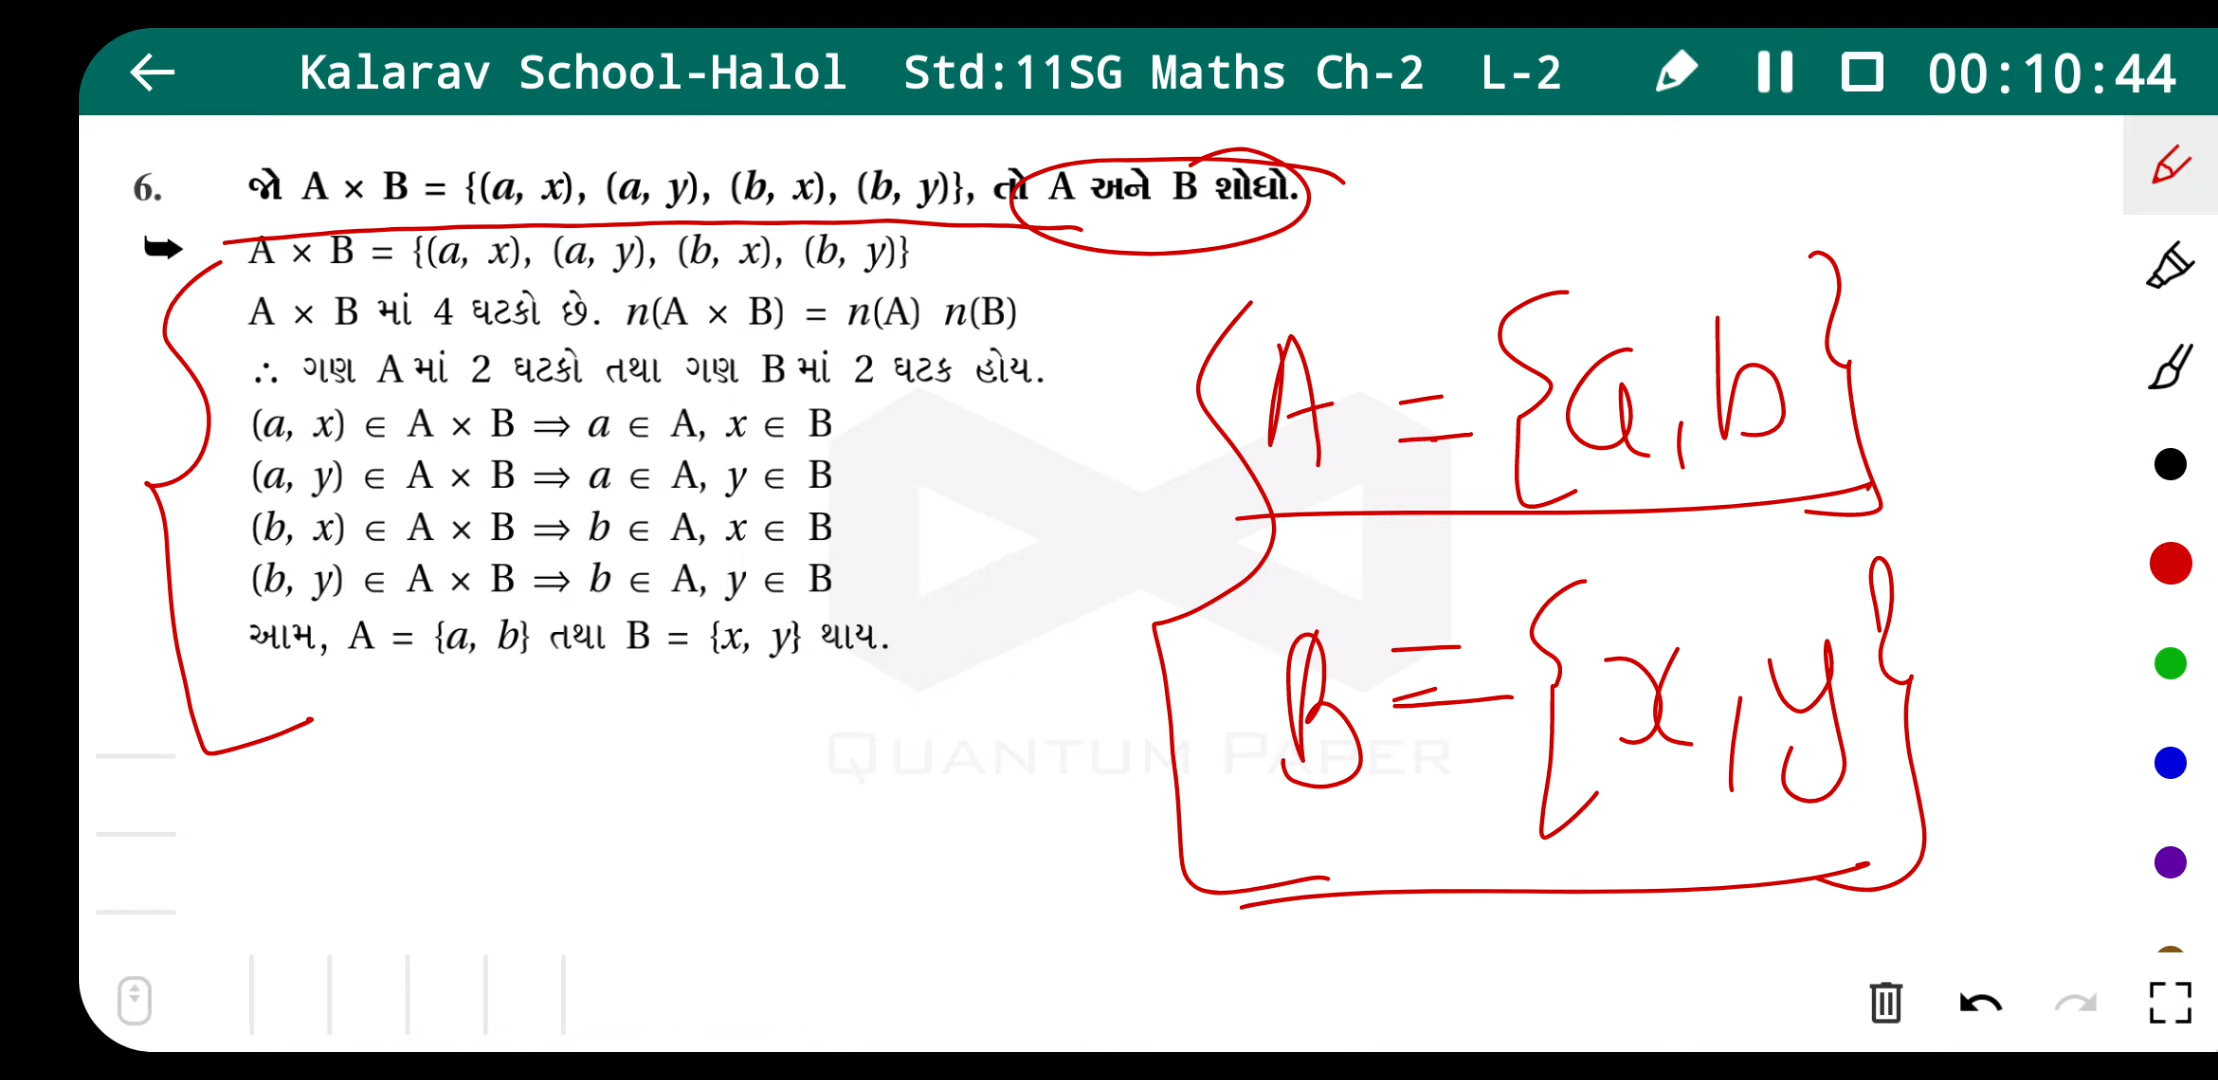 Kalarav School-Halol Std:11SG Maths Ch-2 L-2 00:10:44
6. જો A × B = {(a, x), (a, y), (b, x), (b, y)}, તો A અને B શોધો.
A × B = {(a, x), (a, y), (b, x), (b, y)}
A × B માં 4 ઘટકો છે. n(A × B) = n(A) n(B)
∴ ગણ A માં 2 ઘટકો તથા ગણ B માં 2 ઘટક હોય.
(a, x) ∈ A × B ⇒ a ∈ A, x ∈ B
(a, y) ∈ A × B ⇒ a ∈ A, y ∈ B
(b, x) ∈ A × B ⇒ b ∈ A, x ∈ B
(b, y) ∈ A × B ⇒ b ∈ A, y ∈ B
આમ, A = {a, b} તથા B = {x, y} થાય.
A = {a, b}
B = {x, y}
QUANTUM PAPER